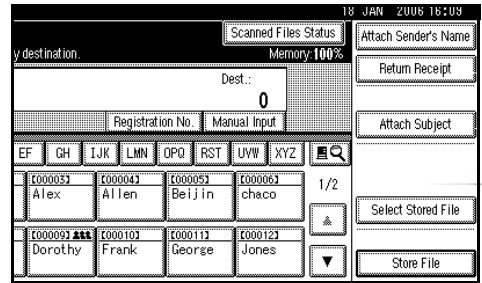 18 JAN 2006 16:09
Scanned Files Status
Attach Sender's Name
y destination.
Memory:100%
Return Receipt
Dest.:
0
Registration No.
Manual Input
Attach Subject
EF GH IJK LMN OPQ RST UVW XYZ
[00003] [00004] [00005] [00006]
Alex Allen Beijin chaco
1/2
Select Stored File
[00009] [00010] [00011] [00012]
Dorothy Frank George Jones
Store File